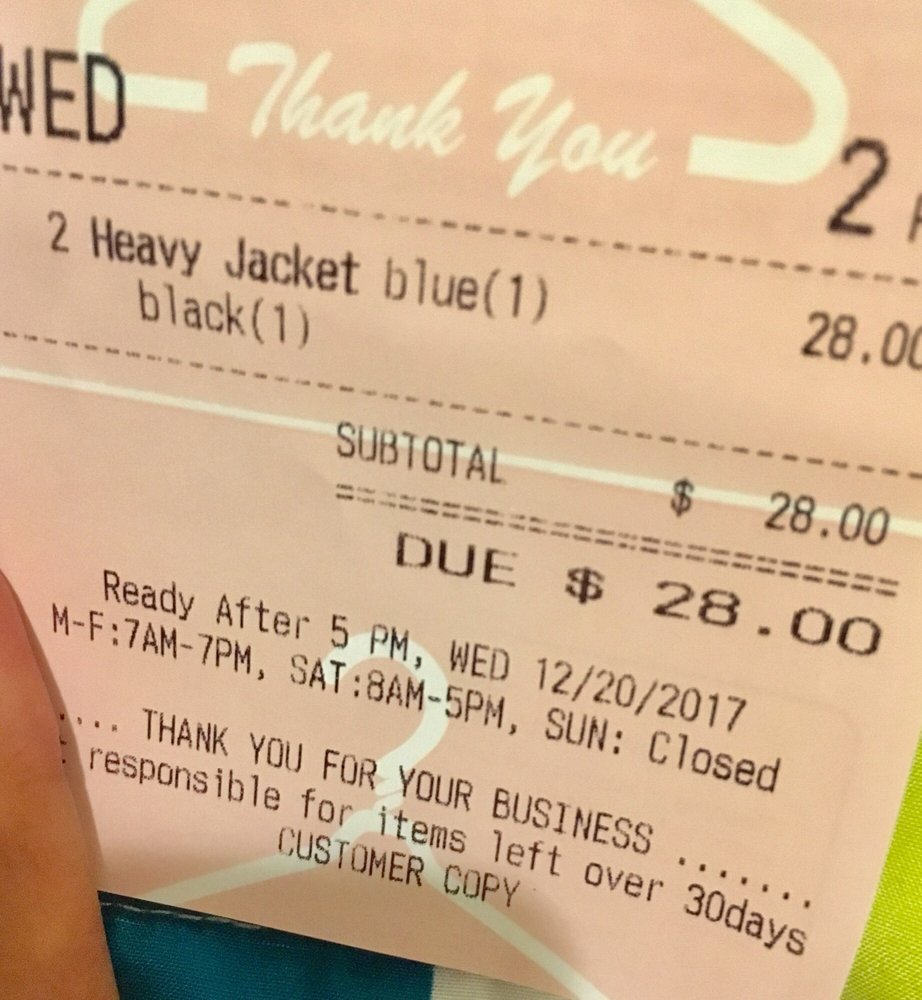 Thank You
WED 2
2 Heavy Jacket blue(1) 28.00
black(1)
SUBTOTAL $ 28.00
DUE $ 28.00
Ready After 5 PM, WED 12/20/2017
M-F:7AM-7PM, SAT:8AM-5PM, SUN: Closed
.... THANK YOU FOR YOUR BUSINESS .......
responsible for items left over 30days
CUSTOMER COPY